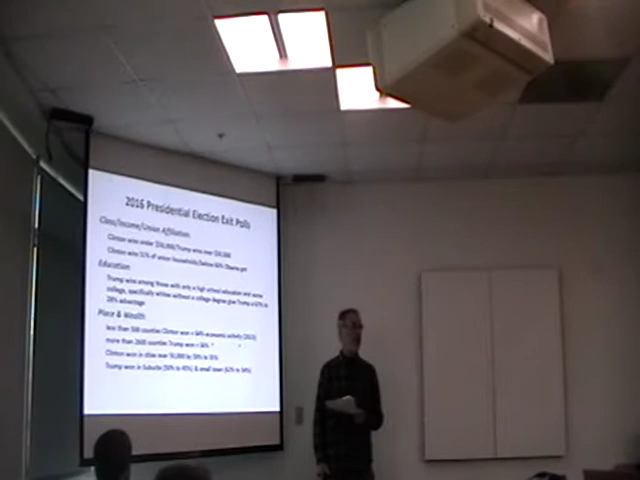 2016 Presidential Election Exit Polls
Class/Income/Union Affiliation:
Clinton won under $50,000/Trump won over $50,000
Clinton won 51% of union households/below 60% Obama got
Education:
Trump wins among those with only a high school education and some
college, specifically whites without a college degree give Trump a 67% to
28% advantage
Place & Wealth:
less than 500 counties Clinton won = 64% economic activity (2015)
more than 2600 counties Trump won = 36% "
Clinton won in cities over 50,000 by 59% to 35%
Trump won in Suburbs (50% to 45%) & small town (62% to 34%)